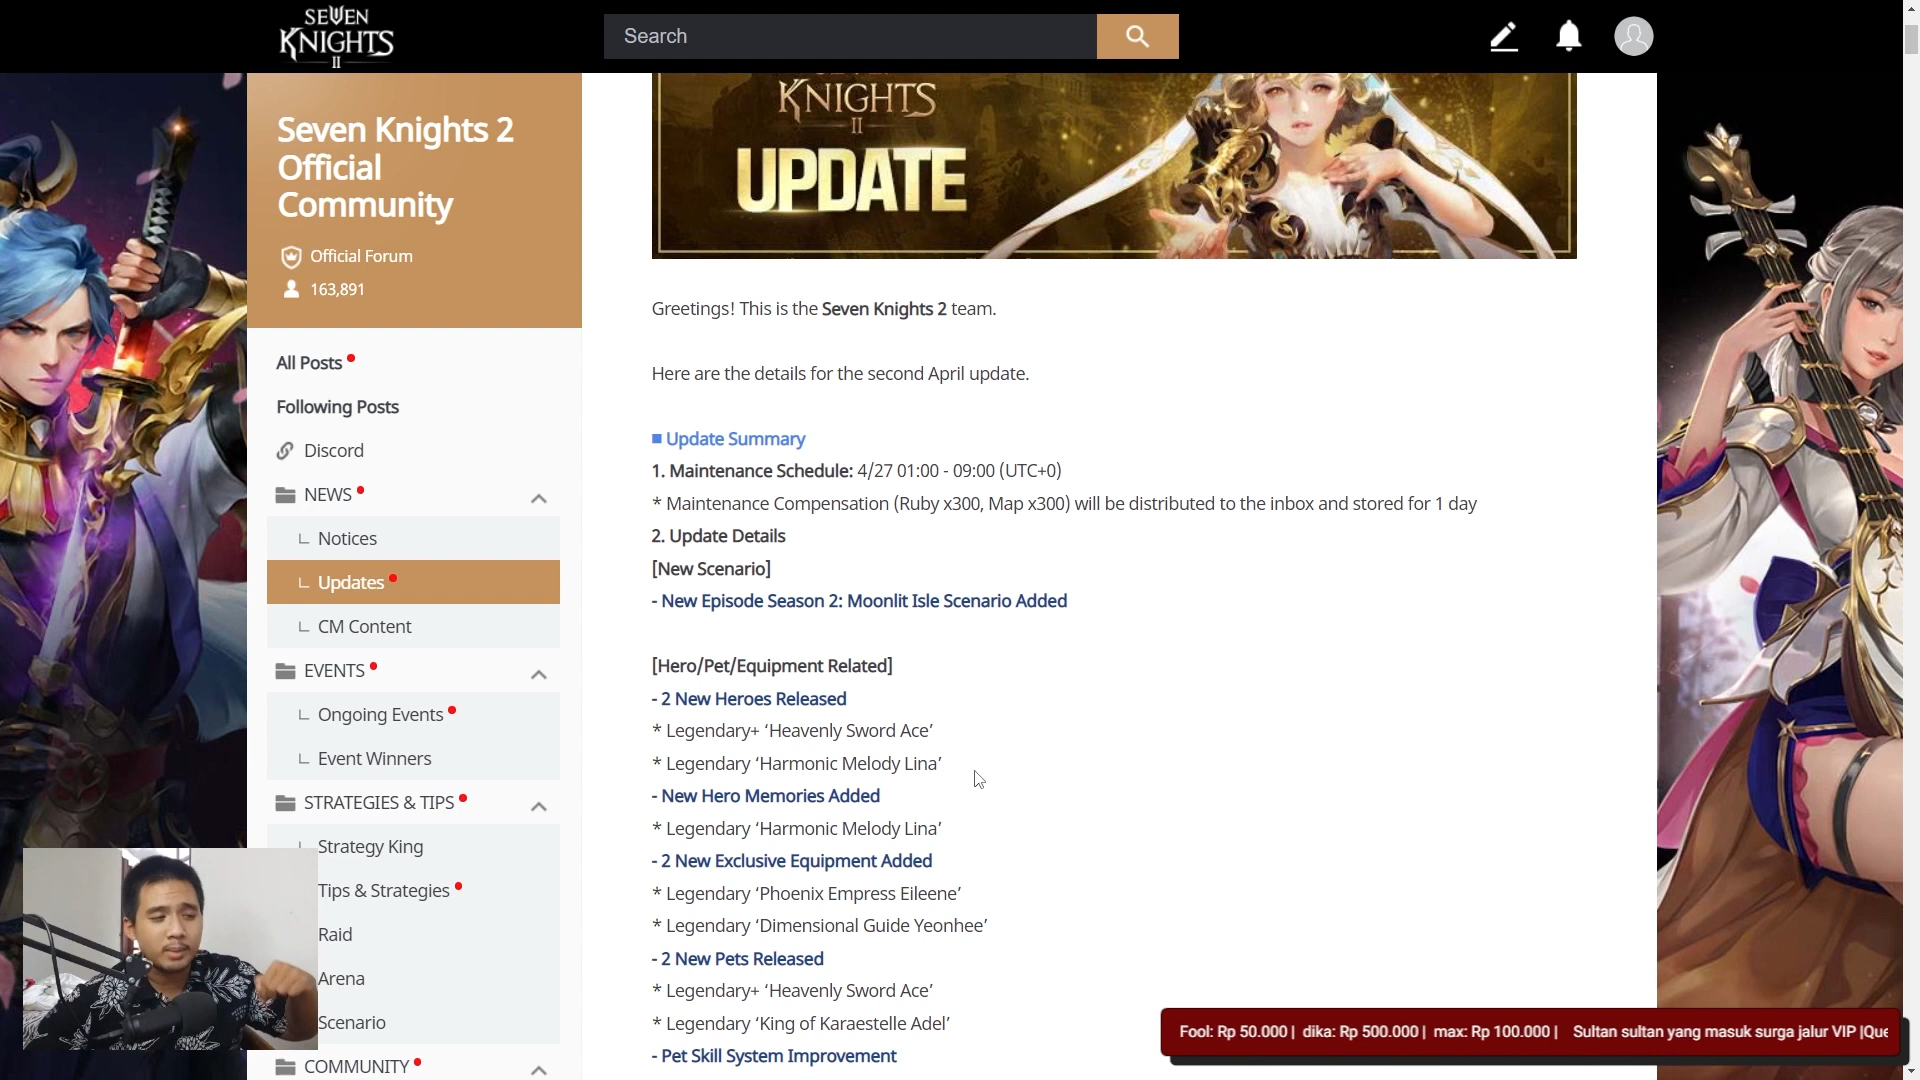 SEVEN
KNIGHTS
II
Search
Seven Knights 2
Official
Community
Official Forum
163,891
All Posts
Following Posts
Discord
NEWS
Notices
Updates
CM Content
EVENTS
Ongoing Events
Event Winners
STRATEGIES & TIPS
Strategy King
Tips & Strategies
Raid
Arena
Scenario
COMMUNITY
KNIGHTS
II
UPDATE
Greetings! This is the Seven Knights 2 team.
Here are the details for the second April update.
■ Update Summary
1. Maintenance Schedule: 4/27 01:00 - 09:00 (UTC+0)
* Maintenance Compensation (Ruby x300, Map x300) will be distributed to the inbox and stored for 1 day
2. Update Details
[New Scenario]
- New Episode Season 2: Moonlit Isle Scenario Added
[Hero/Pet/Equipment Related]
- 2 New Heroes Released
* Legendary+ ‘Heavenly Sword Ace’
* Legendary ‘Harmonic Melody Lina’
- New Hero Memories Added
* Legendary ‘Harmonic Melody Lina’
- 2 New Exclusive Equipment Added
* Legendary ‘Phoenix Empress Eileene’
* Legendary ‘Dimensional Guide Yeonhee’
- 2 New Pets Released
* Legendary+ ‘Heavenly Sword Ace’
* Legendary ‘King of Karaestelle Adel’
- Pet Skill System Improvement
Fool: Rp 50.000 | dika: Rp 500.000 | max: Rp 100.000 | Sultan sultan yang masuk surga jalur VIP |Que